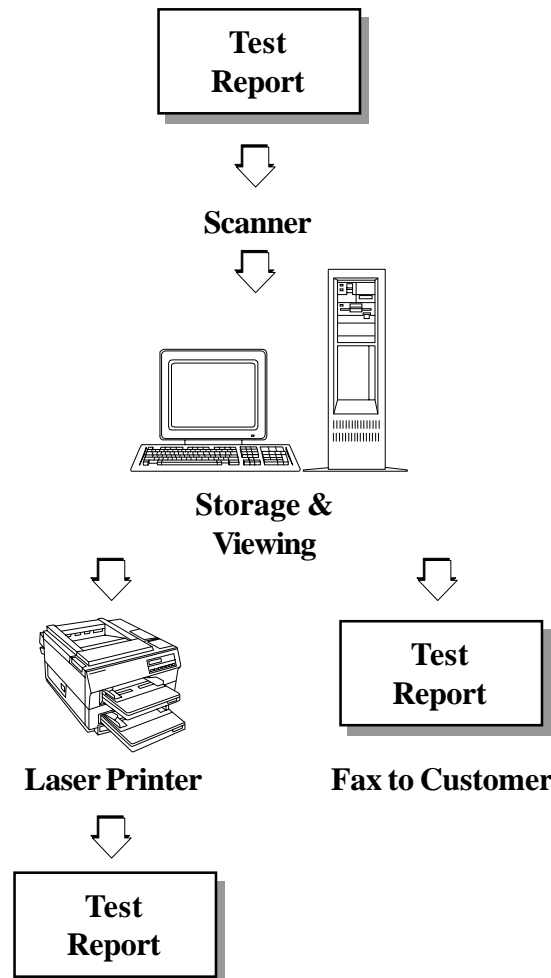 Test
Report
Scanner
Storage &
Viewing
Test
Report
Laser Printer
Fax to Customer
Test
Report